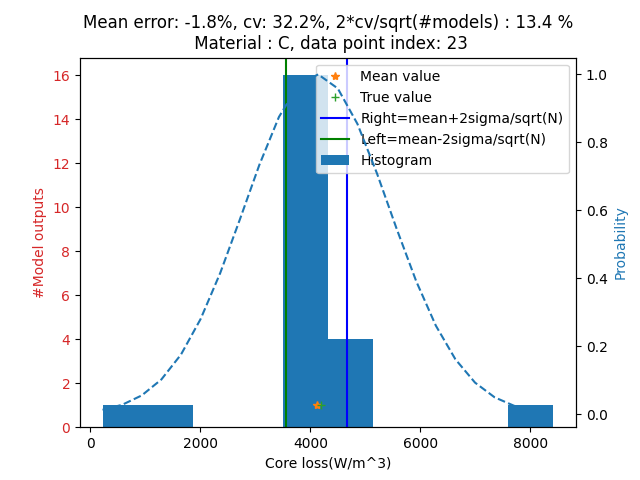 Mean error: -1.8%, cv: 32.2%, 2*cv/sqrt(#models) : 13.4 %
Material : C, data point index: 23
16
14
12
10
8
6
4
2
0
#Model outputs
Mean value
True value
Right=mean+2sigma/sqrt(N)
Left=mean-2sigma/sqrt(N)
Histogram
1.0
0.8
0.6
0.4
0.2
0.0
Probability
0 2000 4000 6000 8000
Core loss(W/m^3)